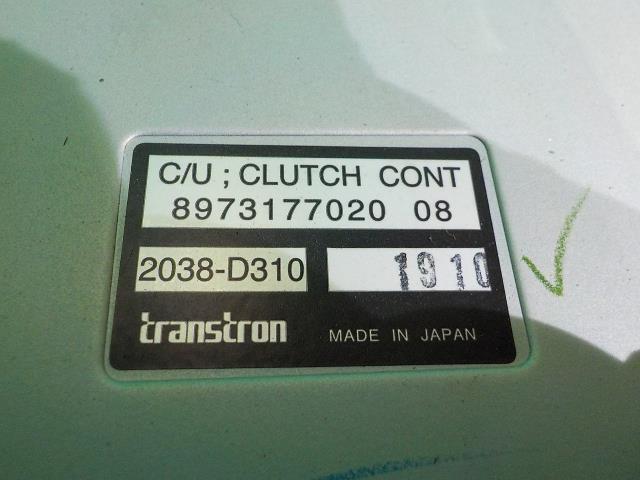 C/U ; CLUTCH CONT
8973177020 08
2038-D310 1910
transtron MADE IN JAPAN